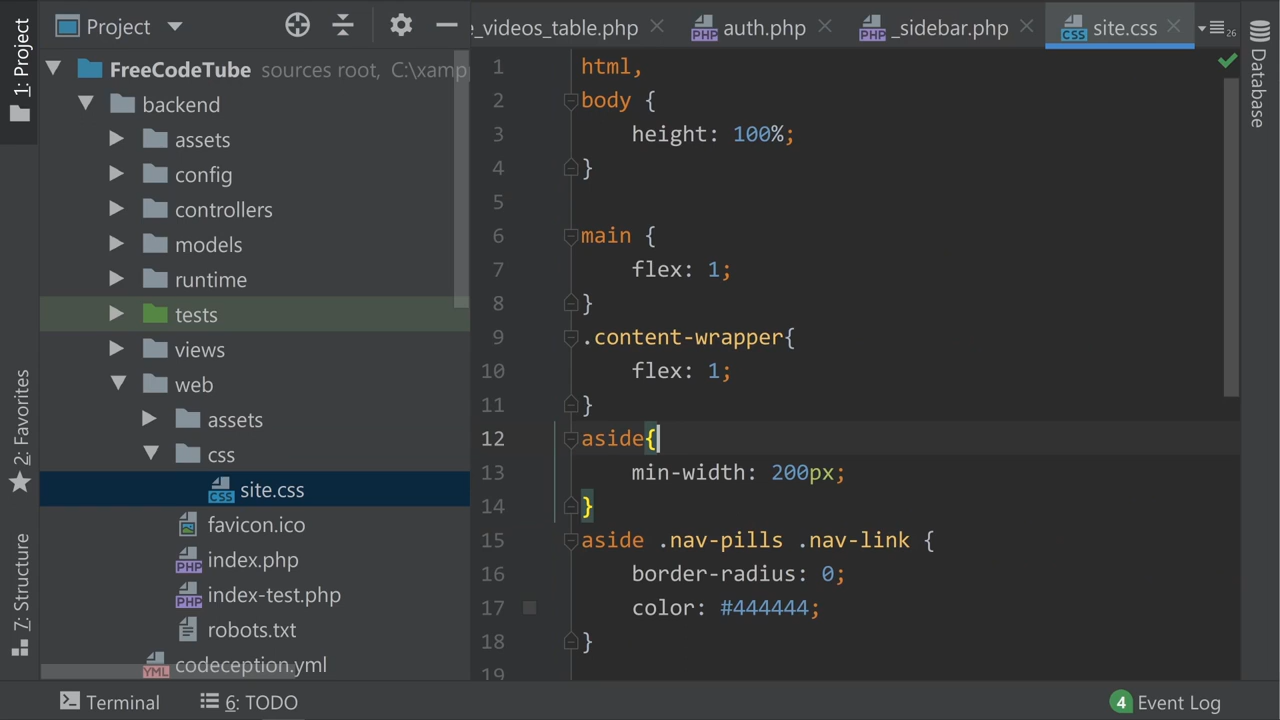 1: Project
2: Favorites
7: Structure
Project
FreeCodeTube sources root, C:\xamp
backend
assets
config
controllers
models
runtime
tests
views
web
assets
css
site.css
favicon.ico
index.php
index-test.php
robots.txt
codeception.yml
e_videos_table.php
auth.php
_sidebar.php
site.css
26
1 html,
2 body {
3 height: 100%;
4 }
5
6 main {
7 flex: 1;
8 }
9 .content-wrapper{
10 flex: 1;
11 }
12 aside{
13 min-width: 200px;
14 }
15 aside .nav-pills .nav-link {
16 border-radius: 0;
17 color: #444444;
18 }
19
Database
Terminal
6: TODO
4 Event Log